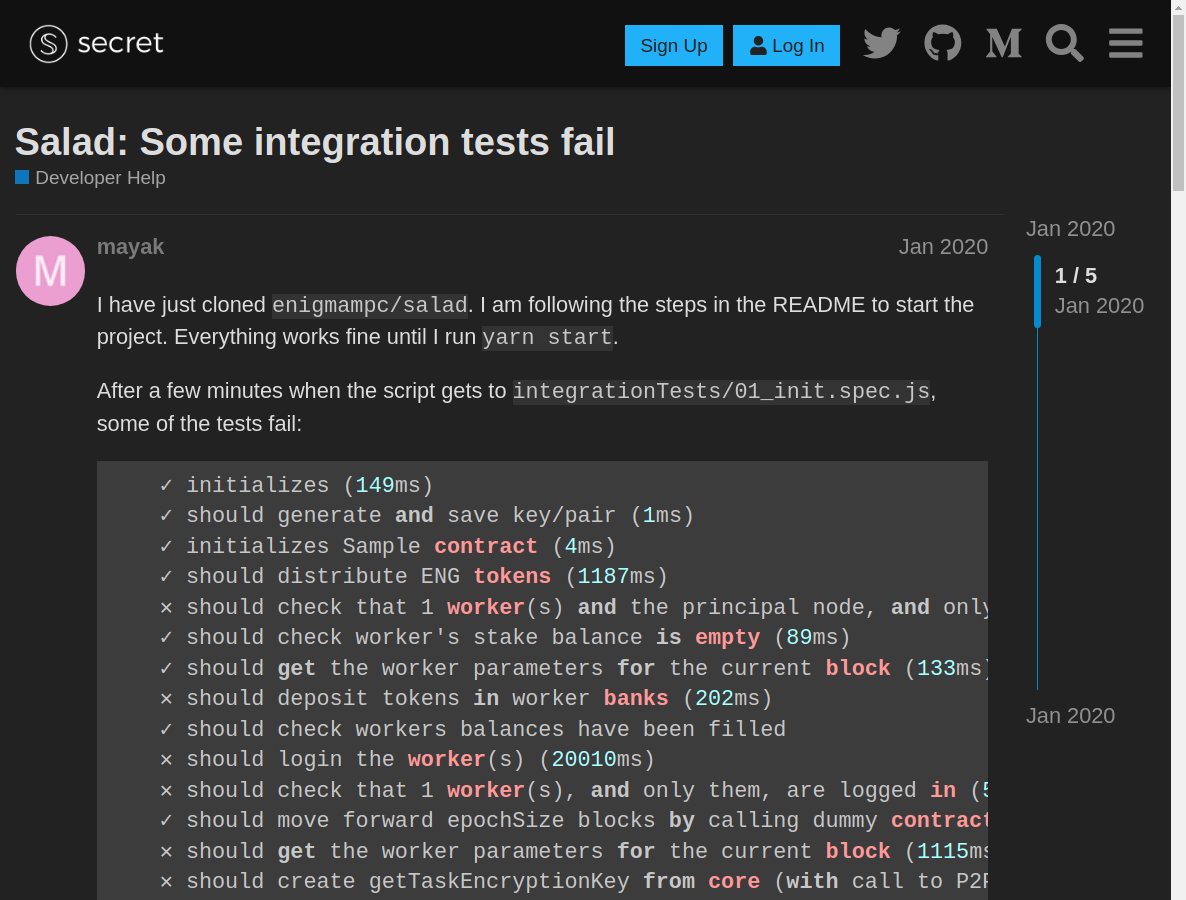 secret
Sign Up
Log In
Salad: Some integration tests fail
Developer Help
M
mayak
Jan 2020
I have just cloned enigmampc/salad. I am following the steps in the README to start the
project. Everything works fine until I run yarn start.
After a few minutes when the script gets to integrationTests/01_init.spec.js,
some of the tests fail:
✓ initializes (149ms)
✓ should generate and save key/pair (1ms)
✓ initializes Sample contract (4ms)
✓ should distribute ENG tokens (1187ms)
✕ should check that 1 worker(s) and the principal node, and only
✓ should check worker's stake balance is empty (89ms)
✓ should get the worker parameters for the current block (133ms)
✕ should deposit tokens in worker banks (202ms)
✓ should check workers balances have been filled
✕ should login the worker(s) (20010ms)
✕ should check that 1 worker(s), and only them, are logged in (5
✓ should move forward epochSize blocks by calling dummy contract
✕ should get the worker parameters for the current block (1115ms
✕ should create getTaskEncryptionKey from core (with call to P2P
Jan 2020
1 / 5
Jan 2020
Jan 2020